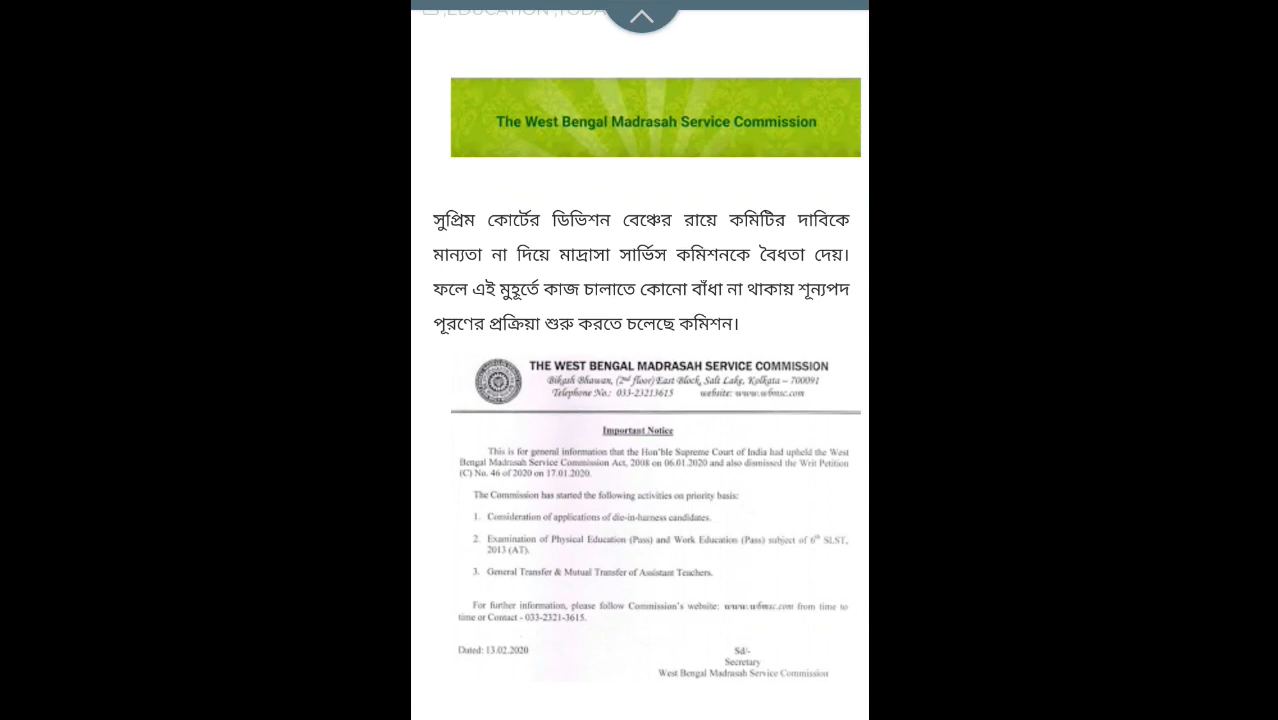 The West Bengal Madrasah Service Commission
সুপ্রিম কোর্টের ডিভিশন বেঞ্চের রায়ে কমিটির দাবিকে
মান্যতা না দিয়ে মাদ্রাসা সার্ভিস কমিশনকে বৈধতা দেয়।
ফলে এই মুহূর্তে কাজ চালাতে কোনো বাঁধা না থাকায় শূন্যপদ
পূরণের প্রক্রিয়া শুরু করতে চলেছে কমিশন।
THE WEST BENGAL MADRASAH SERVICE COMMISSION
Bikash Bhawan, (2nd floor) East Block, Salt Lake, Kolkata – 700091
Telephone No.: 033-23213615 website: www.wbmsc.com
Important Notice
This is for general information that the Hon'ble Supreme Court of India had upheld the West
Bengal Madrasah Service Commission Act, 2008 on 06.01.2020 and also dismissed the Writ Petition
(C) No. 46 of 2020 on 17.01.2020.
The Commission has started the following activities on priority basis:
1. Consideration of applications of die-in-harness candidates.
2. Examination of Physical Education (Pass) and Work Education (Pass) subject of 6th SLST,
2013 (AT).
3. General Transfer & Mutual Transfer of Assistant Teachers.
For further information, please follow Commission's website: www.wbmsc.com from time to
time or Contact - 033-2321-3615.
Dated: 13.02.2020
Sd/-
Secretary
West Bengal Madrasah Service Commission